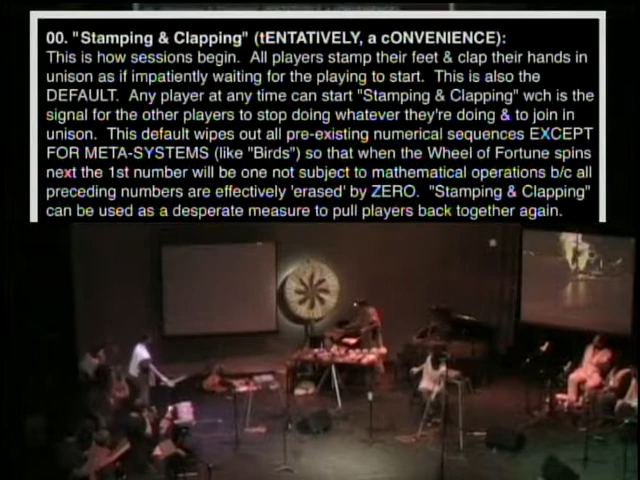 00. "Stamping & Clapping" (tENTATIVELY, a cONVENIENCE):
This is how sessions begin.  All players stamp their feet & clap their hands in
unison as if impatiently waiting for the playing to start.  This is also the
DEFAULT.  Any player at any time can start "Stamping & Clapping" wch is the
signal for the other players to stop doing whatever they're doing & to join in
unison.  This default wipes out all pre-existing numerical sequences EXCEPT
FOR META-SYSTEMS (like "Birds") so that when the Wheel of Fortune spins
next the 1st number will be one not subject to mathematical operations b/c all
preceding numbers are effectively 'erased' by ZERO.  "Stamping & Clapping"
can be used as a desperate measure to pull players back together again.